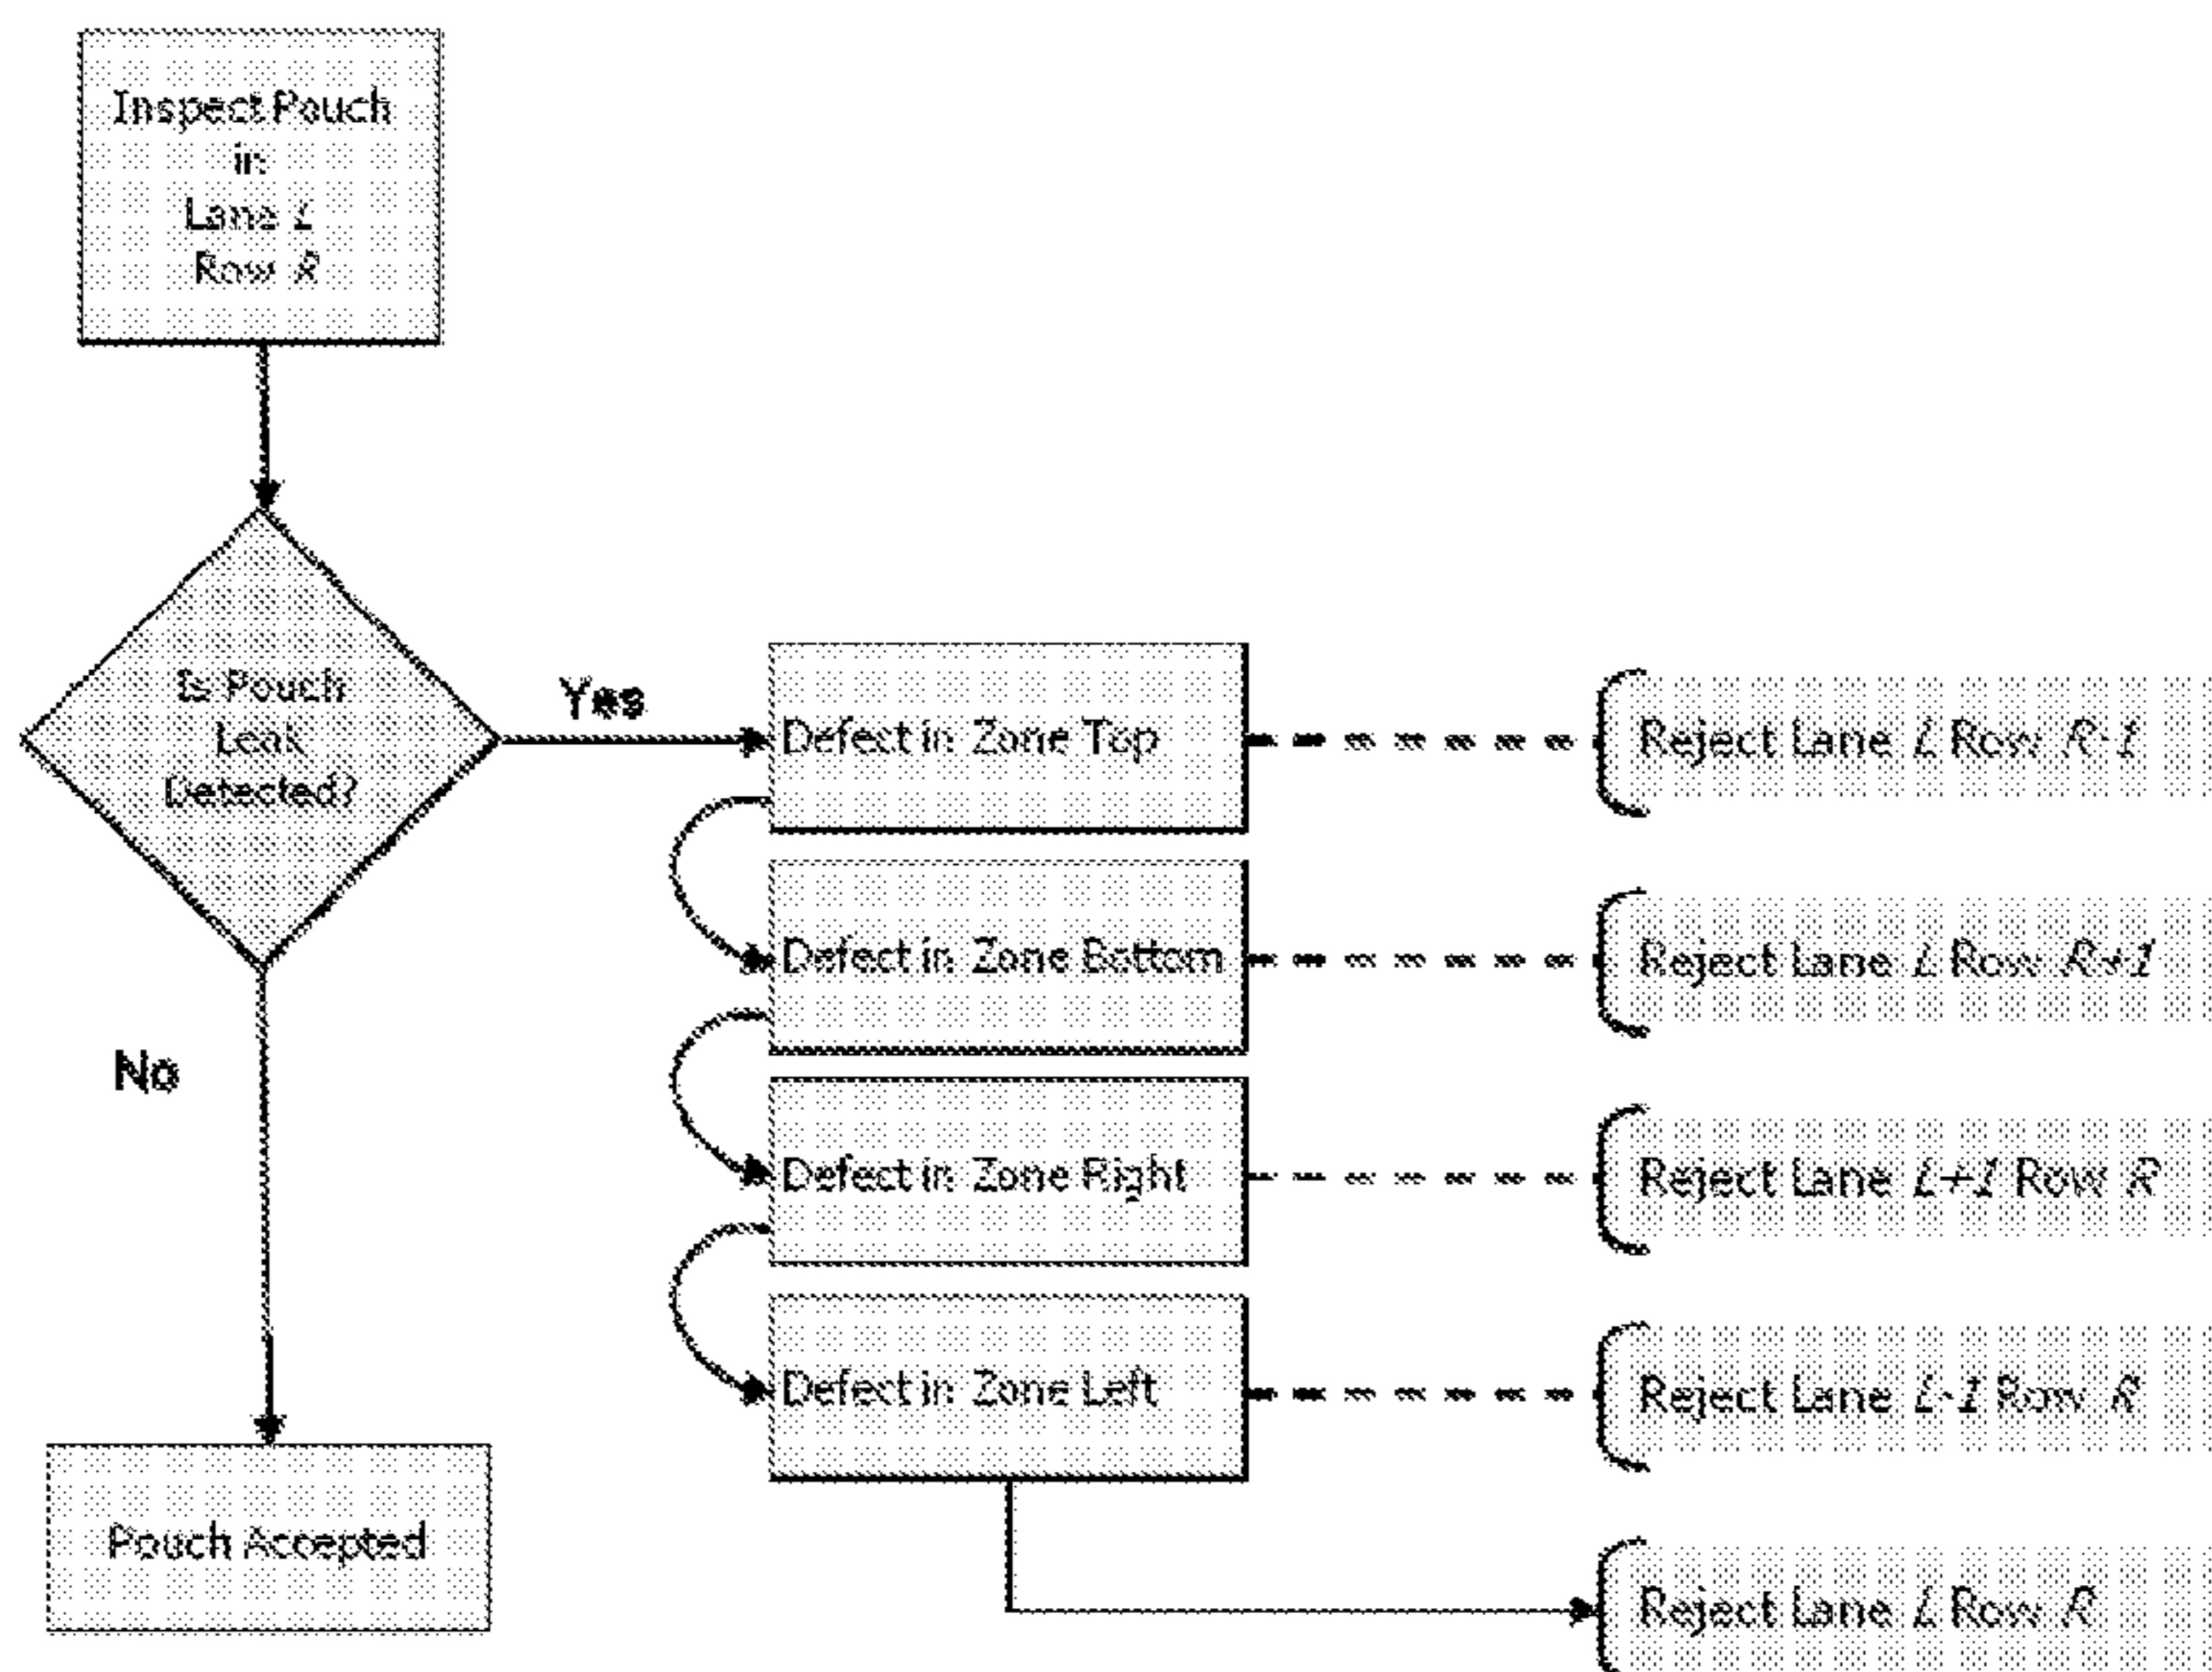 Inspect Pouch
in
Lane L
Row R
Is Pouch
Leak
Detected?
Yes
No
Pouch Accepted
Defect in Zone Top
Reject Lane L Row R-1
Defect in Zone Bottom
Reject Lane L Row R+1
Defect in Zone Right
Reject Lane L+1 Row R
Defect in Zone Left
Reject Lane L-1 Row R
Reject Lane L Row R